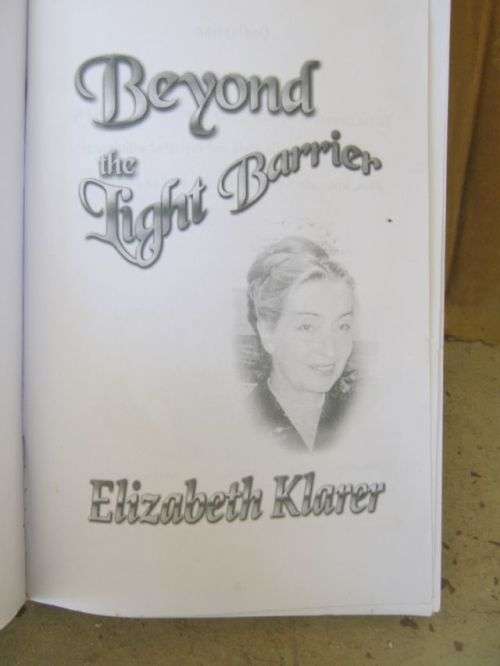 Beyond
the
Light Barrier
Elizabeth Klarer